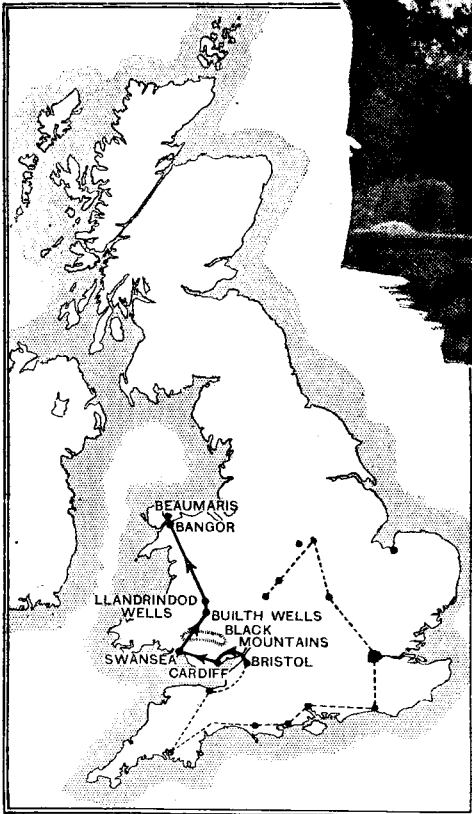 BEAUMARIS
BANGOR
LLANDRINDOD
WELLS
BUILTH WELLS
BLACK
MOUNTAINS
SWANSEA
CARDIFF
BRISTOL